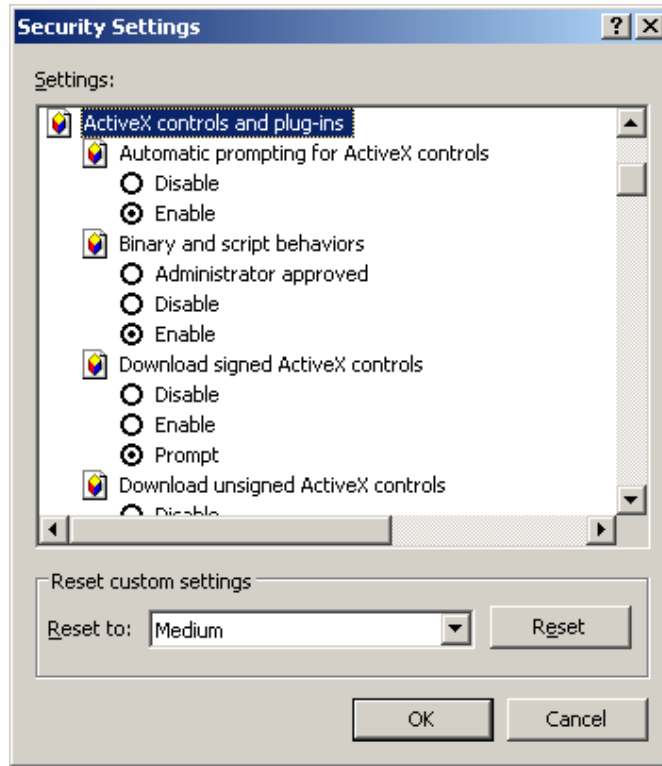 Security Settings
Settings:
ActiveX controls and plug-ins
Automatic prompting for ActiveX controls
Disable
Enable
Binary and script behaviors
Administrator approved
Disable
Enable
Download signed ActiveX controls
Disable
Enable
Prompt
Download unsigned ActiveX controls
Disable
Reset custom settings
Reset to: Medium Reset
OK Cancel